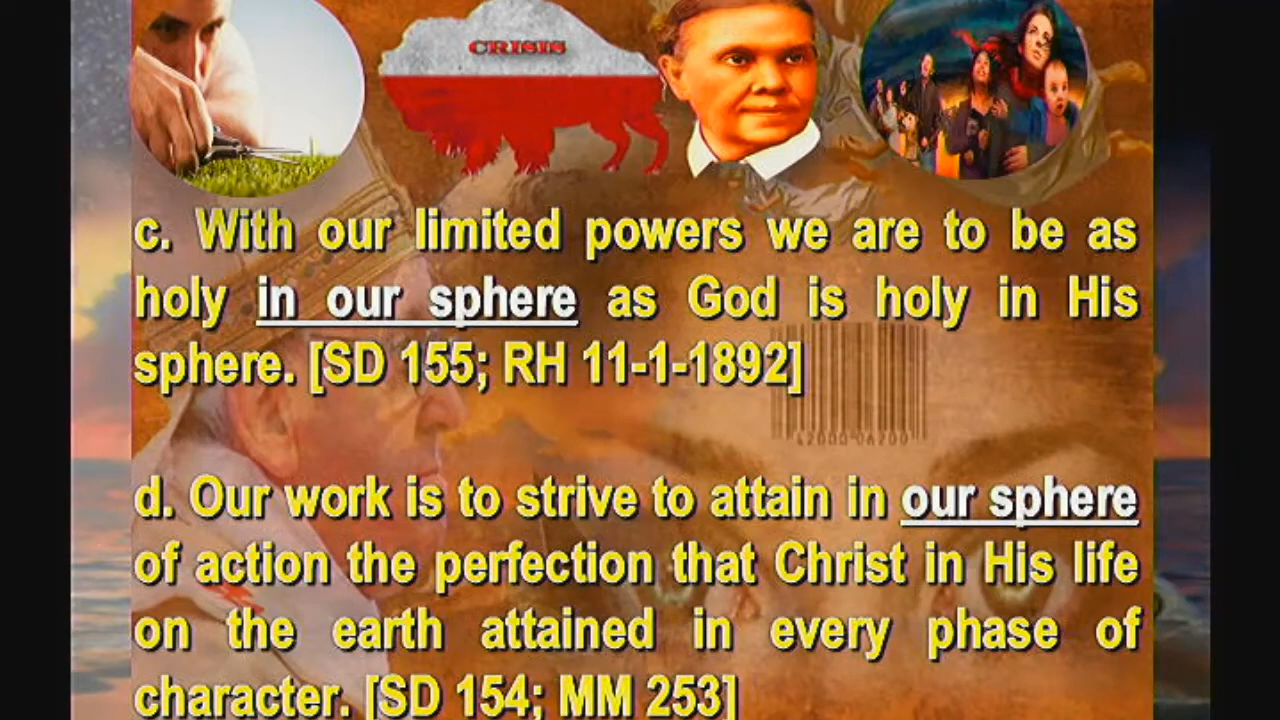 CRISIS
c. With our limited powers we are to be as
holy in our sphere as God is holy in His
sphere. [SD 155; RH 11-1-1892]
42000-06200
d. Our work is to strive to attain in our sphere
of action the perfection that Christ in His life
on the earth attained in every phase of
character. [SD 154; MM 253]